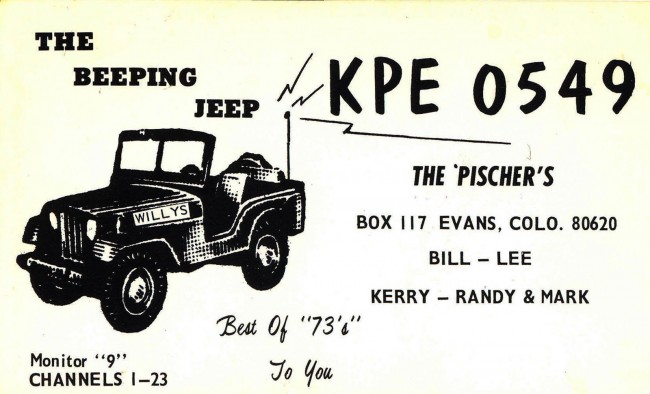 THE
BEEPING
JEEP
KPE 0549
WILLYS
THE 'PISCHER'S
BOX 117 EVANS, COLO. 80620
BILL – LEE
KERRY – RANDY & MARK
Best Of "73's"
To You
Monitor "9"
CHANNELS 1–23